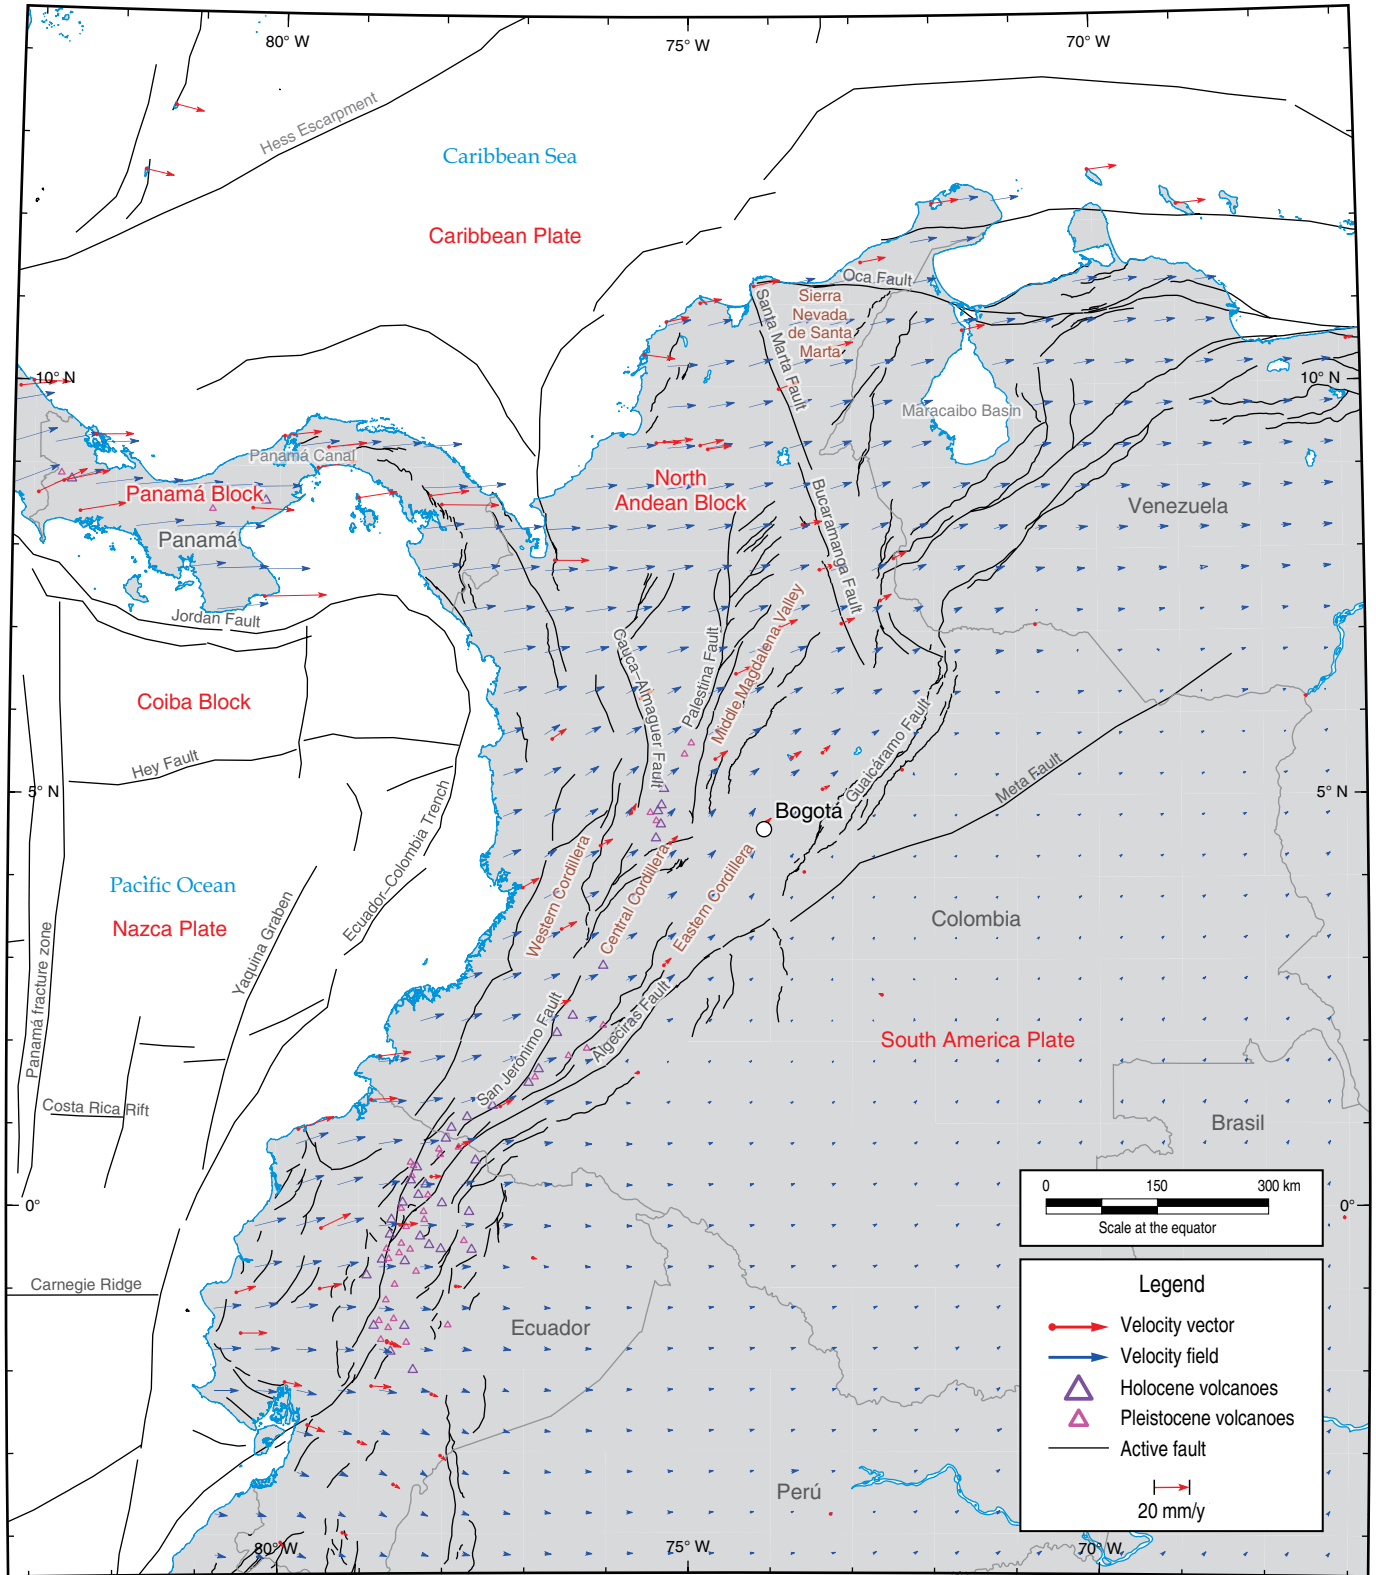 80° W
75° W
70° W
Hess Escarpment
Caribbean Sea
Caribbean Plate
Oca Fault
Sierra
Nevada
de Santa
Marta
Santa Marta Fault
10° N
10° N
Maracaibo Basin
Panamá Canal
Panamá Block
Panamá
North
Andean Block
Bucaramanga Fault
Venezuela
Jordan Fault
Cauca–Almaguer Fault
Palestina Fault
Middle Magdalena Valley
Coiba Block
Hey Fault
Guaicáramo Fault
Meta Fault
5° N
5° N
Bogotá
Ecuador–Colombia Trench
Pacìfic Ocean
Nazca Plate
Yaquina Graben
Western Cordillera
Central Cordillera
Eastern Cordillera
Colombia
Panamá fracture zone
San Jerónimo Fault
Algeciras Fault
South America Plate
Costa Rica Rift
Brasil
0°
0°
0
150
300 km
Scale at the equator
Carnegie Ridge
Ecuador
Legend
Velocity vector
Velocity field
Holocene volcanoes
Pleistocene volcanoes
Active fault
20 mm/y
Perú
80° W
75° W
70° W